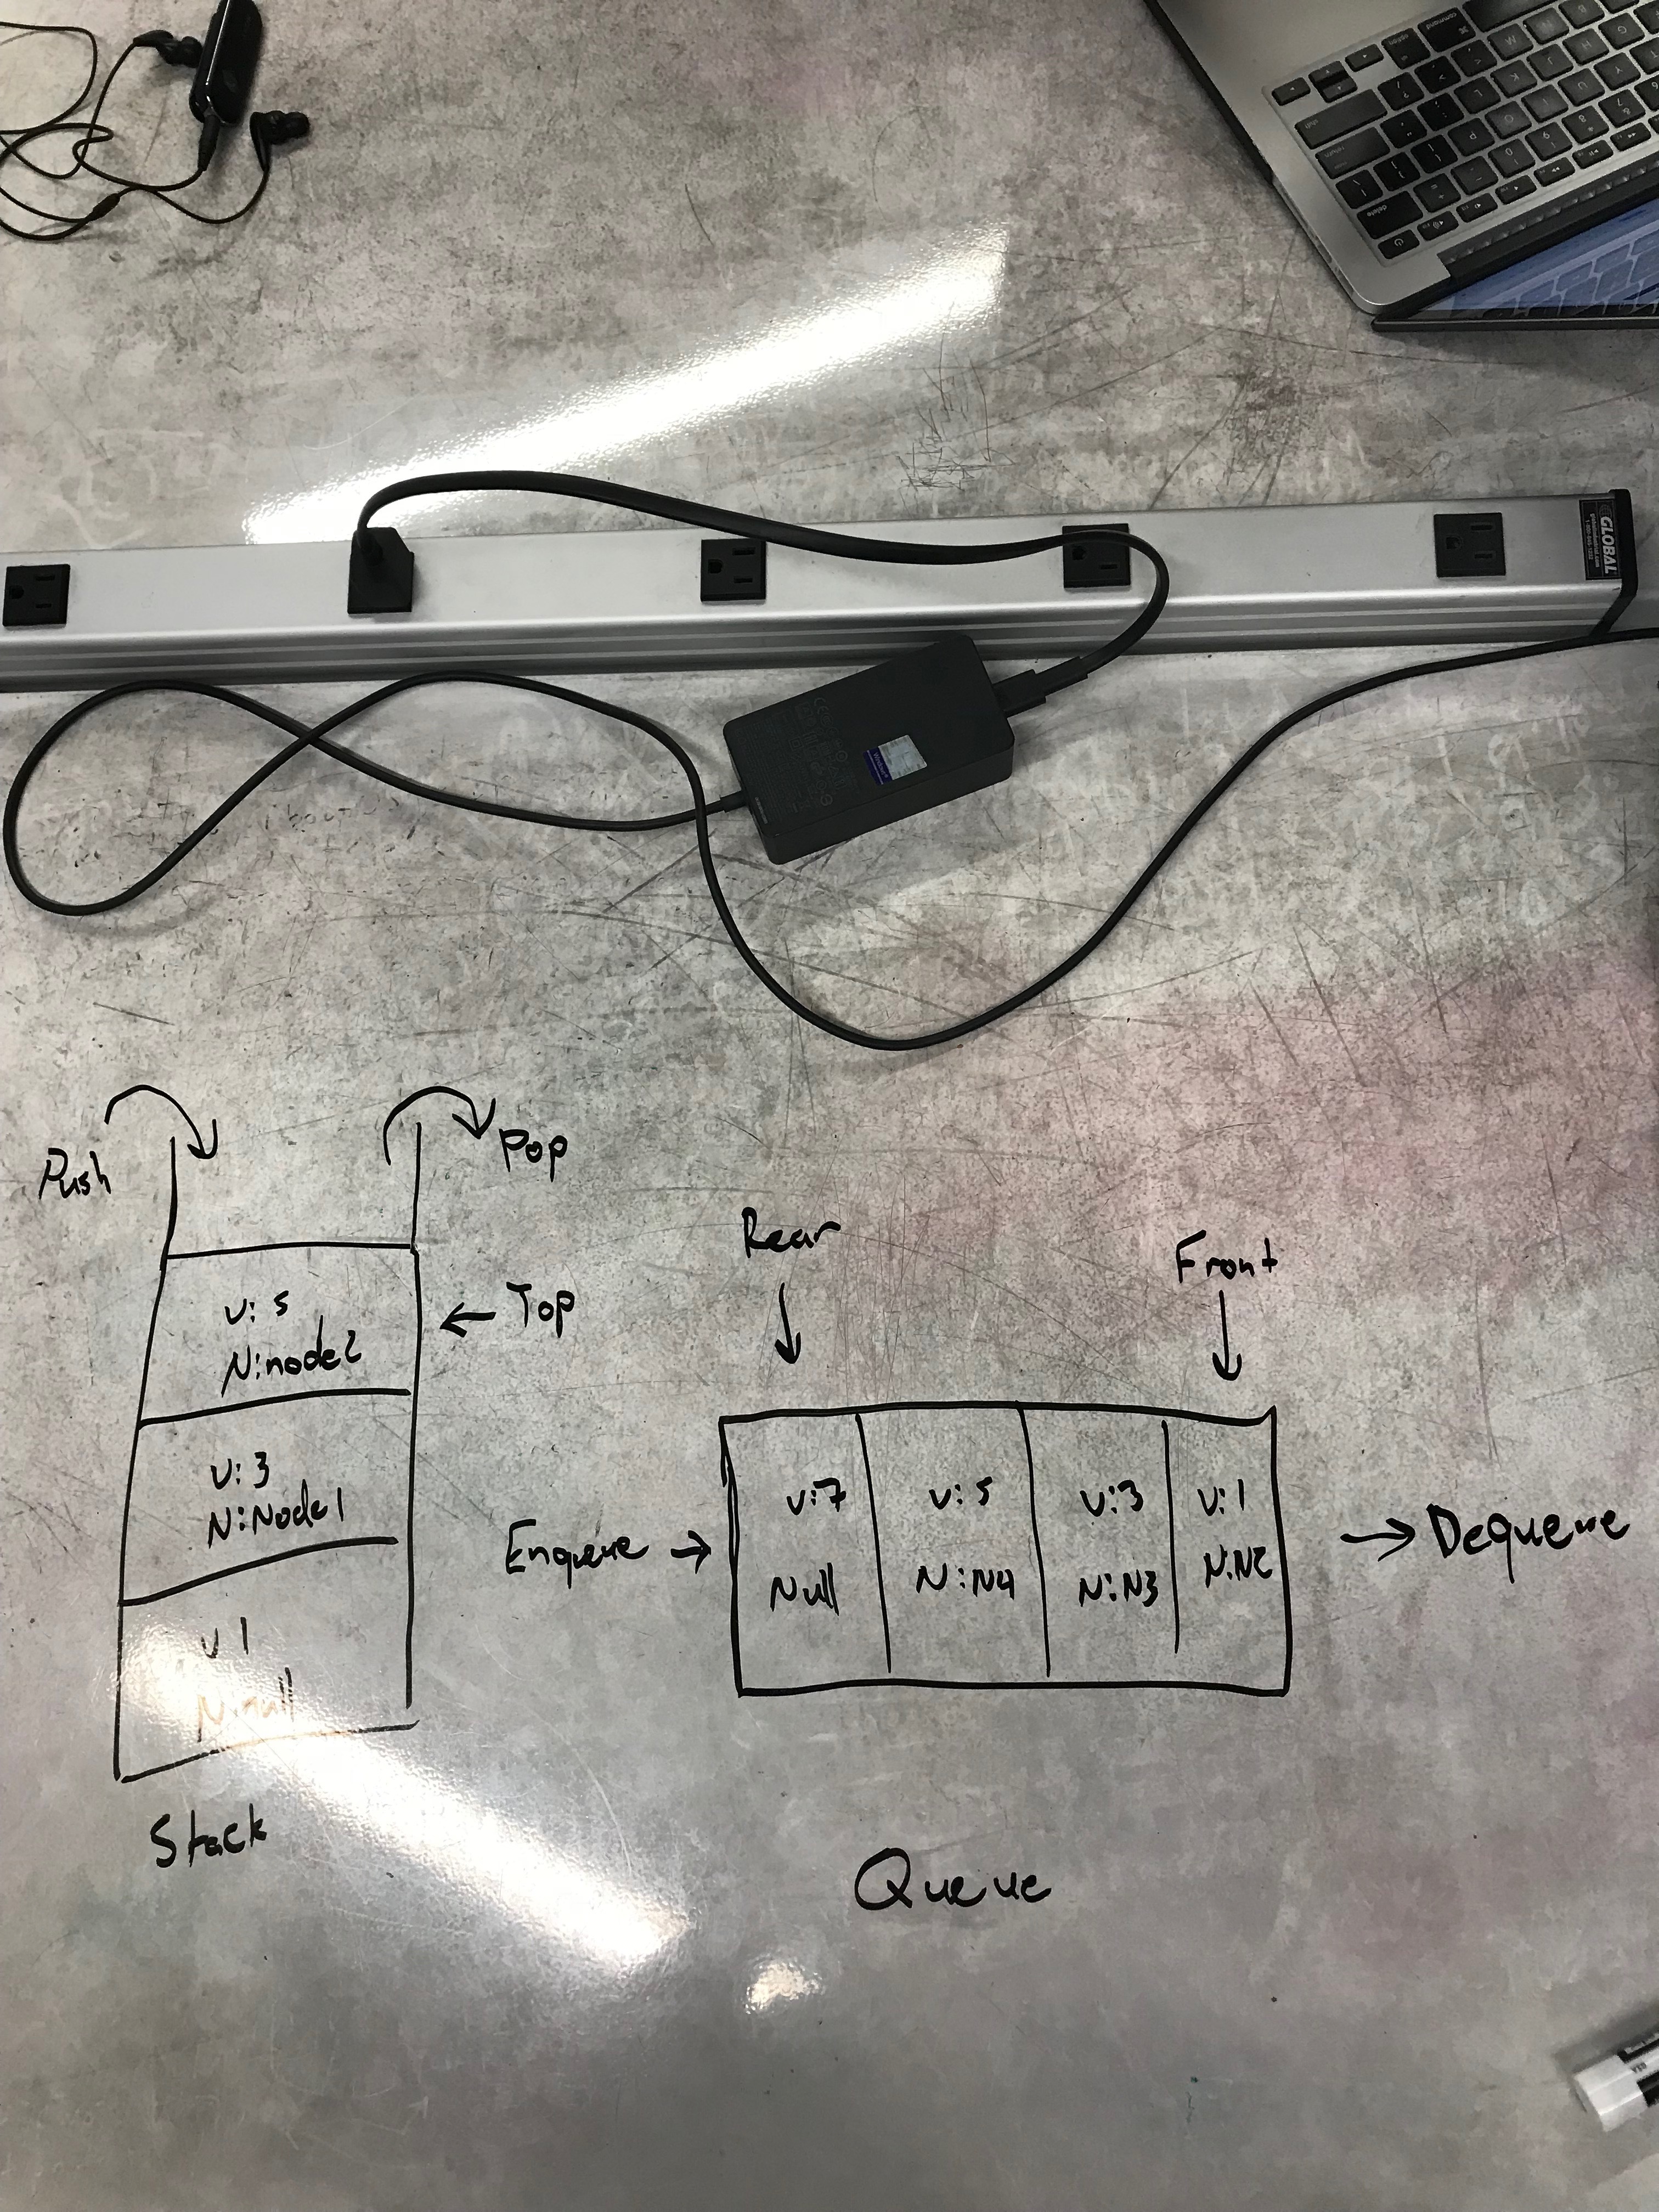 GLOBAL
Push
Pop
v: 5
N:node2
← Top
v: 3
N:Node1
v 1
N:null
Stack
Rear
Front
Enqueue →
v:7
Null
v: 5
N:N4
v:3
N:N3
v:1
N:N2
→ Dequeue
Queue